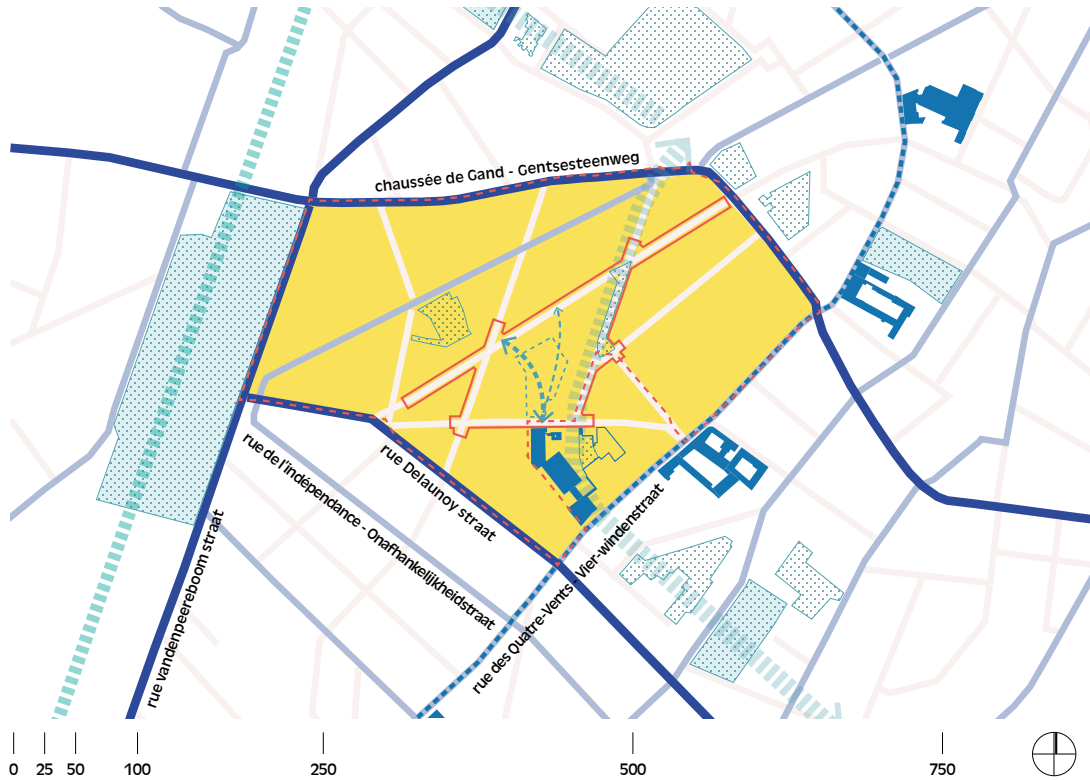 chaussée de Gand - Gentsesteenweg
rue de l'indépendance - Onafhankelijkheidstraat
rue Delaunoy straat
rue vandenpeereboom straat
rue des Quatre-Vents - Vier-windenstraat
0 25 50 100 250 500 750